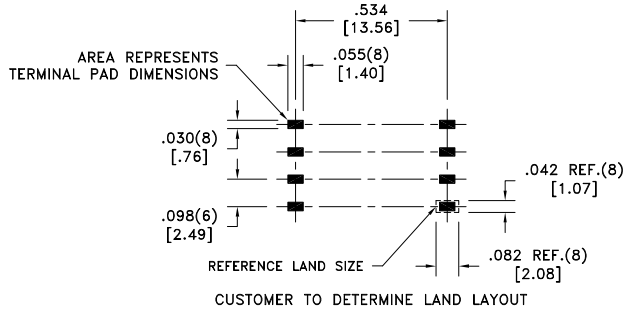 .534
[13.56]
AREA REPRESENTS
TERMINAL PAD DIMENSIONS
.055(8)
[1.40]
.030(8)
[.76]
.042 REF.(8)
[1.07]
.098(6)
[2.49]
REFERENCE LAND SIZE
.082 REF.(8)
[2.08]
CUSTOMER TO DETERMINE LAND LAYOUT